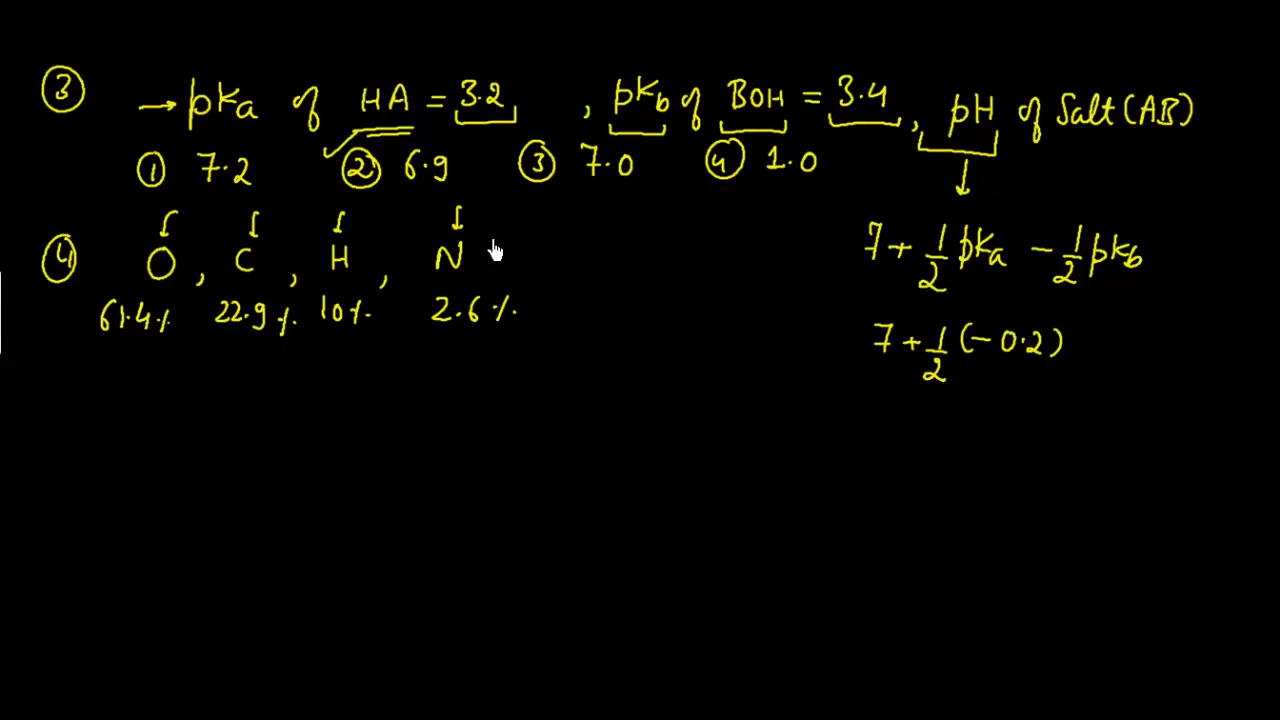 ③ → pKa of HA = 3.2 , pKb of BOH = 3.4 , pH of Salt (AB)
① 7.2 ② 6.9 ③ 7.0 ④ 1.0
7 + 1/2 pKa - 1/2 pKb
④ O , C , H , N
61.4% 22.9% 10% 2.6%
7 + 1/2 (-0.2)